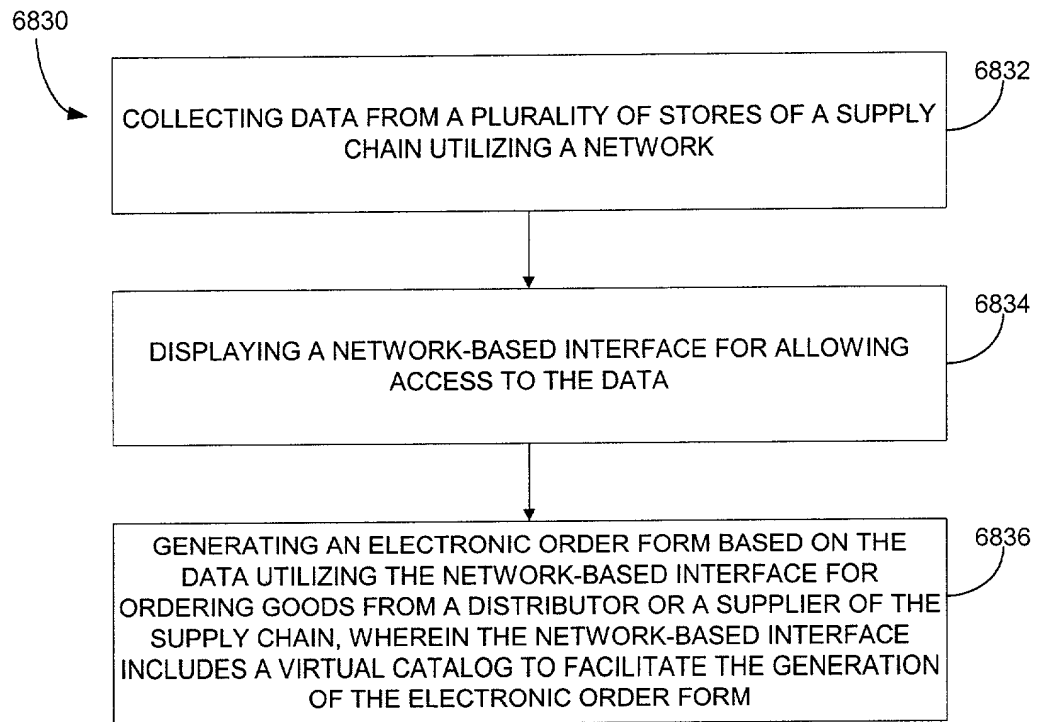 6830
6832
COLLECTING DATA FROM A PLURALITY OF STORES OF A SUPPLY
CHAIN UTILIZING A NETWORK
6834
DISPLAYING A NETWORK-BASED INTERFACE FOR ALLOWING
ACCESS TO THE DATA
6836
GENERATING AN ELECTRONIC ORDER FORM BASED ON THE
DATA UTILIZING THE NETWORK-BASED INTERFACE FOR
ORDERING GOODS FROM A DISTRIBUTOR OR A SUPPLIER OF THE
SUPPLY CHAIN, WHEREIN THE NETWORK-BASED INTERFACE
INCLUDES A VIRTUAL CATALOG TO FACILITATE THE GENERATION
OF THE ELECTRONIC ORDER FORM